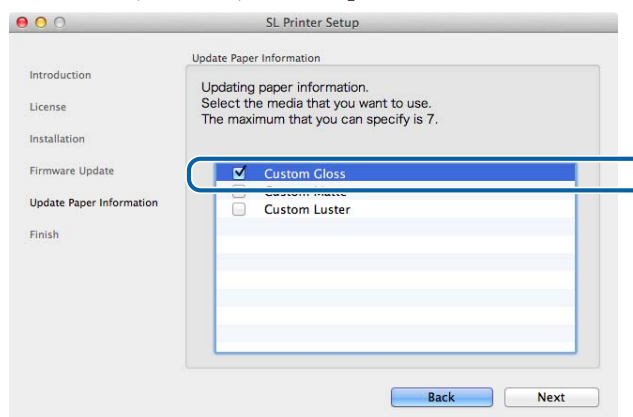 SL Printer Setup
Introduction
License
Installation
Firmware Update
Update Paper Information
Finish
Update Paper Information
Updating paper information.
Select the media that you want to use.
The maximum that you can specify is 7.
Custom Gloss
Custom Matte
Custom Luster
Back
Next